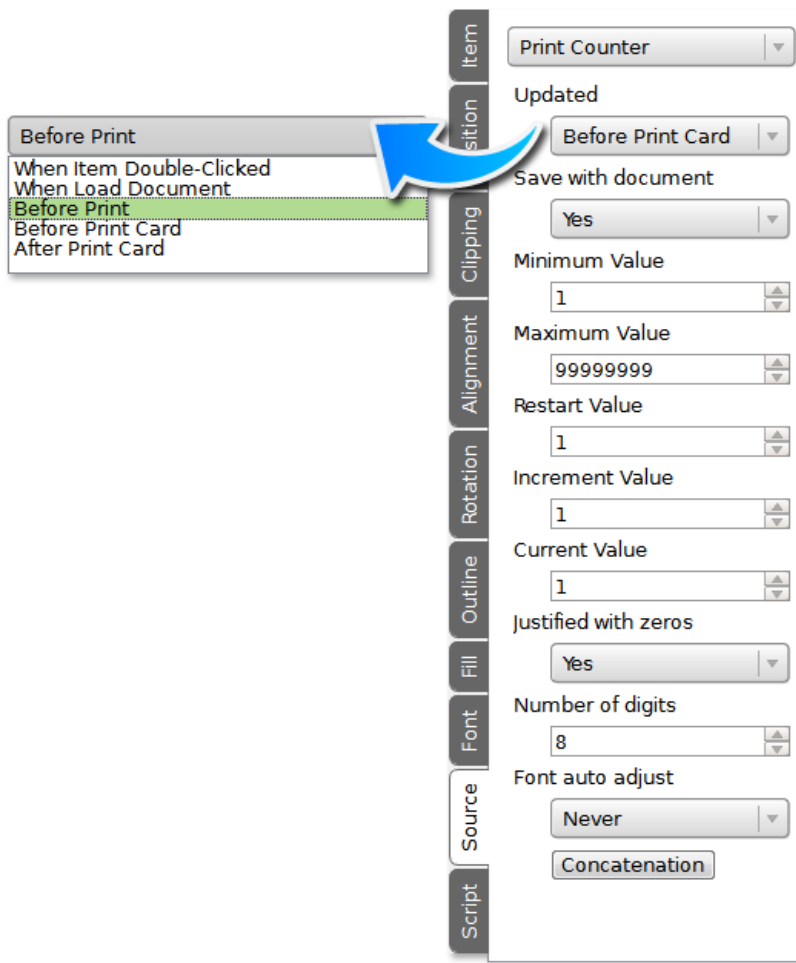 Before Print
When Item Double-Clicked
When Load Document
Before Print
Before Print Card
After Print Card
Item
sition
Clipping
Alignment
Rotation
Outline
Fill
Font
Source
Script
Print Counter
Updated
Before Print Card
Save with document
Yes
Minimum Value
1
Maximum Value
99999999
Restart Value
1
Increment Value
1
Current Value
1
Justified with zeros
Yes
Number of digits
8
Font auto adjust
Never
Concatenation